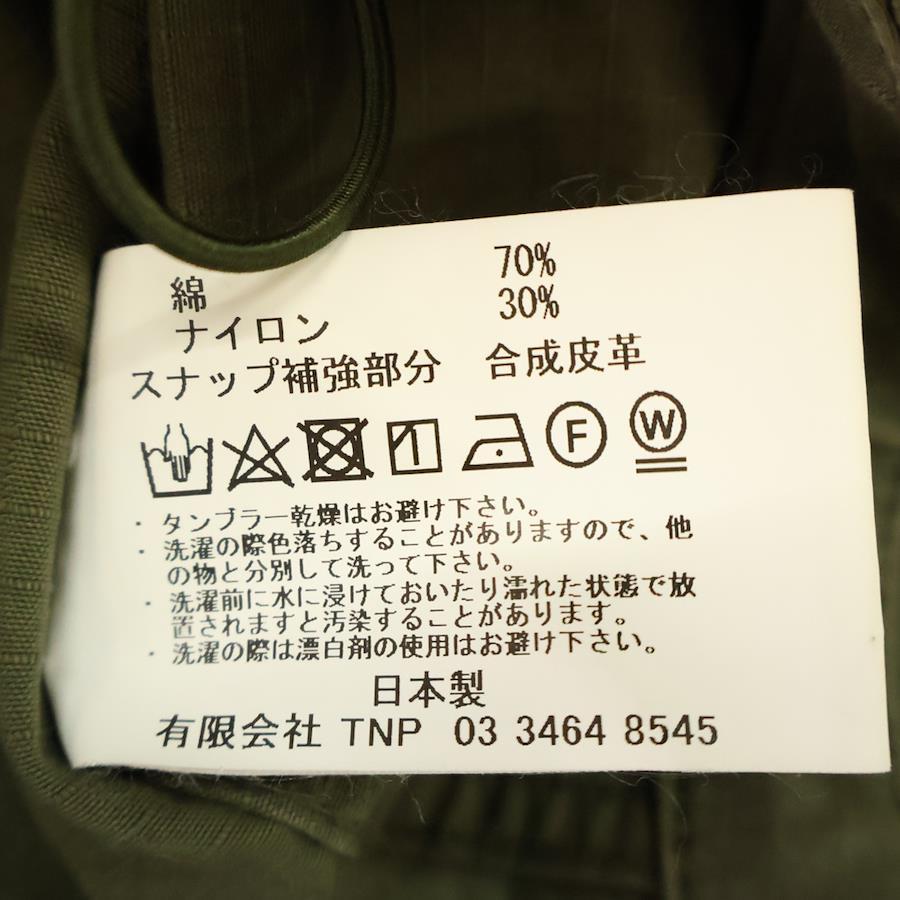 綿 70%
ナイロン 30%
スナップ補強部分 合成皮革
F W
・タンブラー乾燥はお避け下さい。
・洗濯の際色落ちすることがありますので、他
の物と分別して洗って下さい。
・洗濯前に水に浸けておいたり濡れた状態で放
置されますと汚染することがあります。
・洗濯の際は漂白剤の使用はお避け下さい。
日本製
有限会社 TNP 03 3464 8545